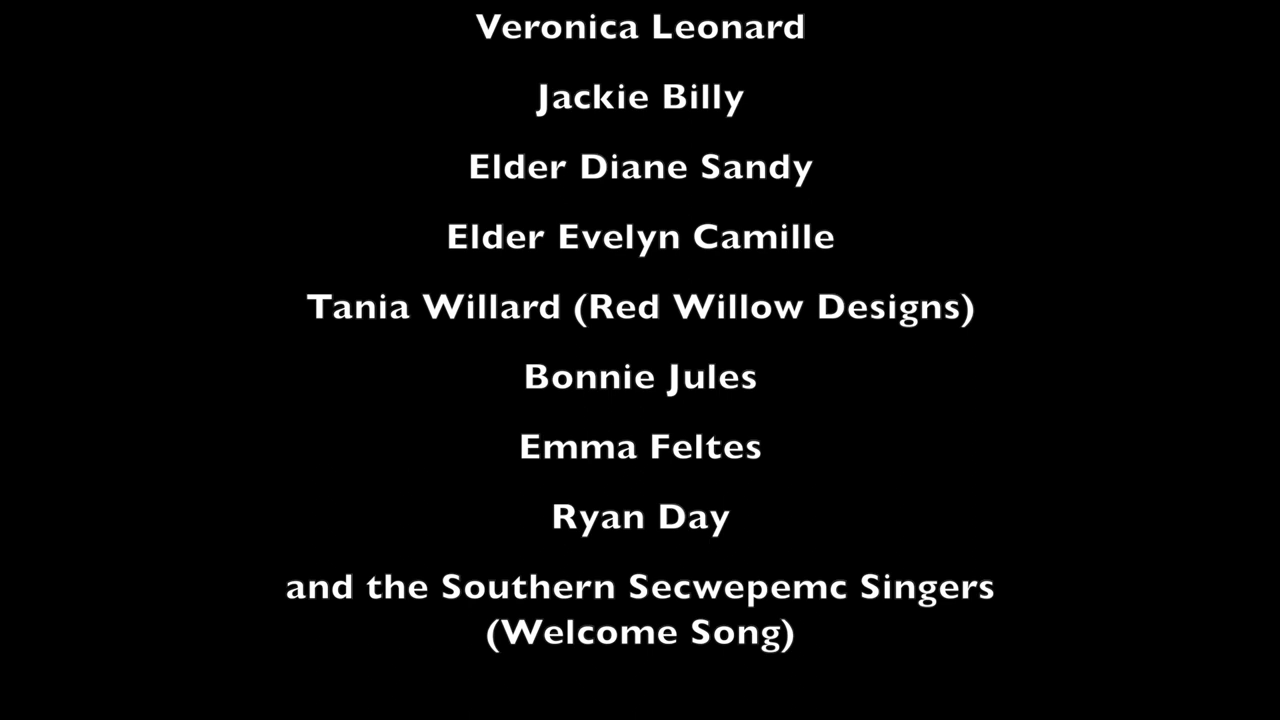 Veronica Leonard
Jackie Billy
Elder Diane Sandy
Elder Evelyn Camille
Tania Willard (Red Willow Designs)
Bonnie Jules
Emma Feltes
Ryan Day
and the Southern Secwepemc Singers
(Welcome Song)